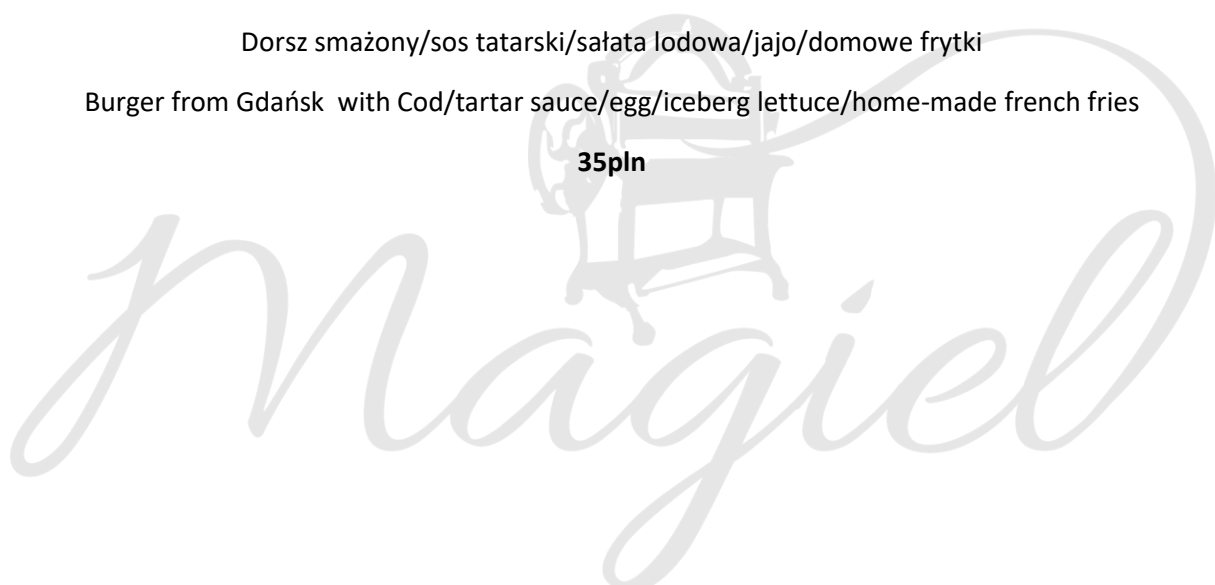 Dorsz smażony/sos tatarski/sałata lodowa/jajo/domowe frytki
Burger from Gdańsk  with Cod/tartar sauce/egg/iceberg lettuce/home-made french fries
35pln
Magiel